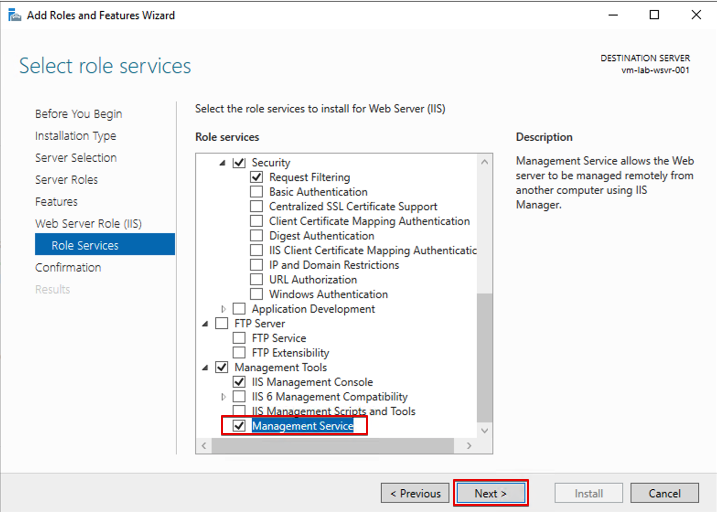 Add Roles and Features Wizard
Select role services
DESTINATION SERVER
vm-lab-wsvr-001
Before You Begin
Installation Type
Server Selection
Server Roles
Features
Web Server Role (IIS)
Role Services
Confirmation
Results
Select the role services to install for Web Server (IIS)
Role services
Security
Request Filtering
Basic Authentication
Centralized SSL Certificate Support
Client Certificate Mapping Authentication
Digest Authentication
IIS Client Certificate Mapping Authenticatic
IP and Domain Restrictions
URL Authorization
Windows Authentication
Application Development
FTP Server
FTP Service
FTP Extensibility
Management Tools
IIS Management Console
IIS 6 Management Compatibility
IIS Management Scripts and Tools
Management Service
Description
Management Service allows the Web
server to be managed remotely from
another computer using IIS
Manager.
< Previous
Next >
Install
Cancel